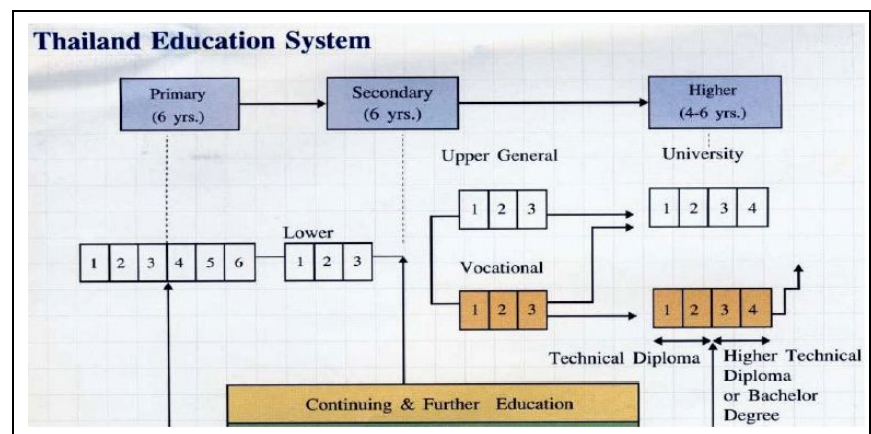 Thailand Education System
Primary
(6 yrs.)
Secondary
(6 yrs.)
Higher
(4-6 yrs.)
Upper General
University
1 2 3
1 2 3 4
Lower
1 2 3 4 5 6
1 2 3
Vocational
1 2 3
1 2 3 4
Technical Diploma
Higher Technical
Diploma
or Bachelor
Degree
Continuing & Further Education